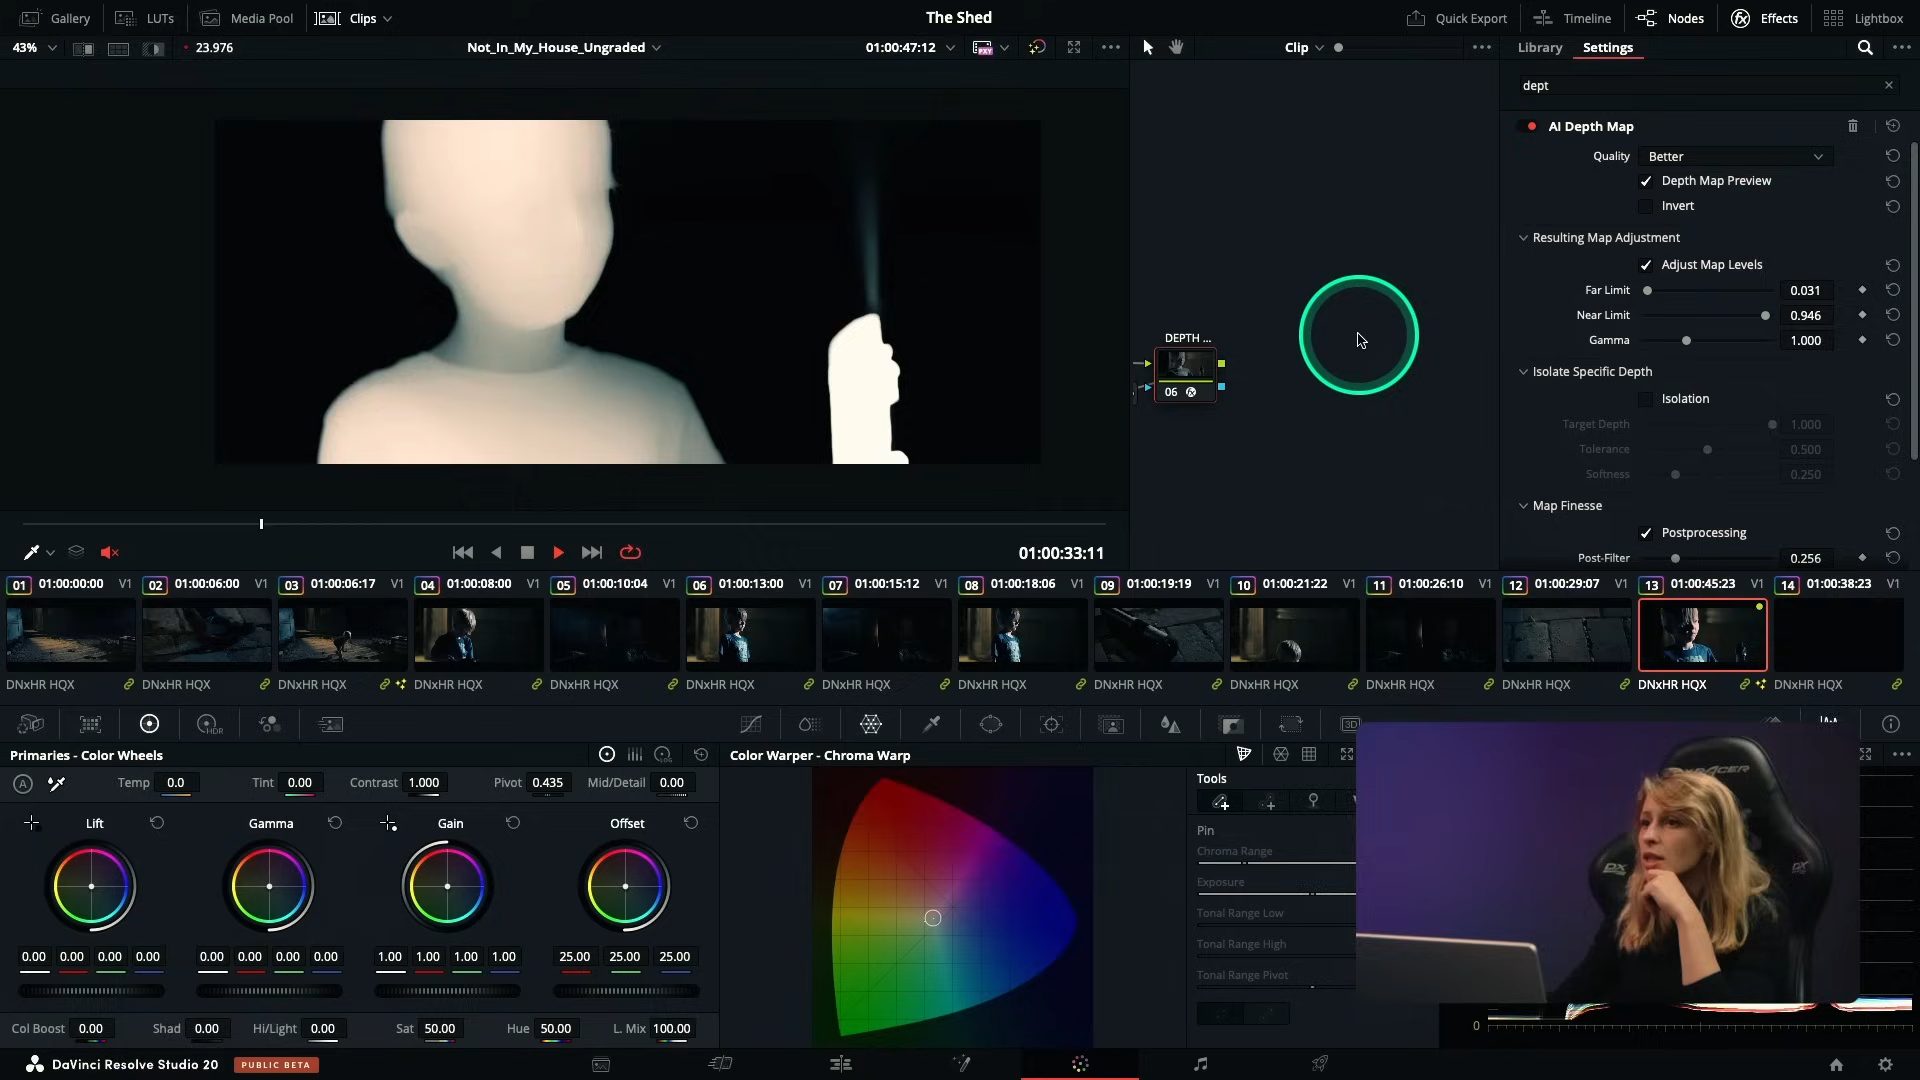 Gallery LUTs Media Pool Clips The Shed Quick Export Timeline Nodes Effects Lightbox
43% 23.976 Not_In_My_House_Ungraded 01:00:47:12 PXY Clip Library Settings
dept
AI Depth Map
Quality Better
Depth Map Preview
Invert
Resulting Map Adjustment
Adjust Map Levels
Far Limit 0.031
Near Limit 0.946
Gamma 1.000
Isolate Specific Depth
Isolation
Target Depth 1.000
Tolerance 0.500
Softness 0.250
Map Finesse
Postprocessing
Post-Filter 0.256
DEPTH ...
06
01:00:33:11
01 01:00:00:00 V1 02 01:00:06:00 V1 03 01:00:06:17 V1 04 01:00:08:00 V1 05 01:00:10:04 V1 06 01:00:13:00 V1 07 01:00:15:12 V1 08 01:00:18:06 V1 09 01:00:19:19 V1 10 01:00:21:22 V1 11 01:00:26:10 V1 12 01:00:29:07 V1 13 01:00:45:23 V1 14 01:00:38:23 V1
DNxHR HQX DNxHR HQX DNxHR HQX DNxHR HQX DNxHR HQX DNxHR HQX DNxHR HQX DNxHR HQX DNxHR HQX DNxHR HQX DNxHR HQX DNxHR HQX DNxHR HQX DNxHR HQX
HDR 3D
Primaries - Color Wheels LOG Color Warper - Chroma Warp
A Temp 0.0 Tint 0.00 Contrast 1.000 Pivot 0.435 Mid/Detail 0.00
Lift Gamma Gain Offset
0.00 0.00 0.00 0.00 0.00 0.00 0.00 0.00 1.00 1.00 1.00 1.00 25.00 25.00 25.00
Col Boost 0.00 Shad 0.00 Hi/Light 0.00 Sat 50.00 Hue 50.00 L. Mix 100.00
Tools
Pin
Chroma Range
Exposure
Tonal Range Low
Tonal Range High
Tonal Range Pivot
0
DaVinci Resolve Studio 20 PUBLIC BETA